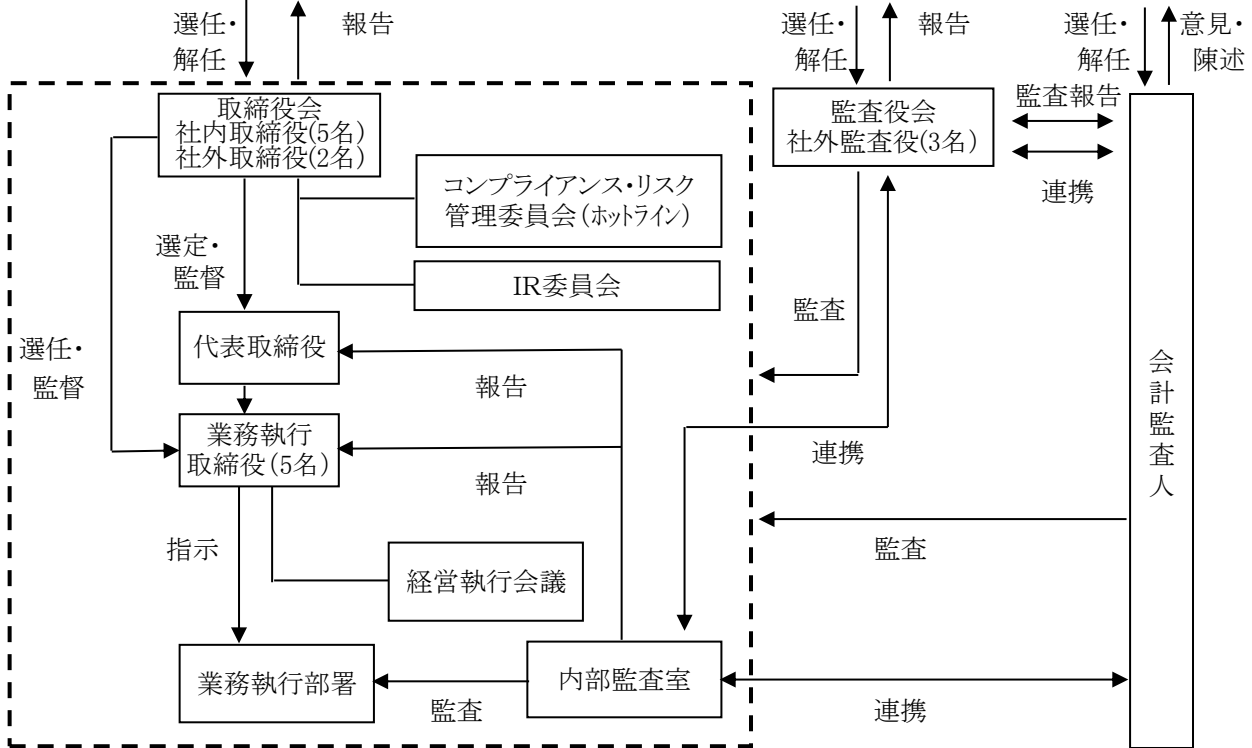 選任・
解任
報告
選任・
解任
報告
選任・
解任
意見・
陳述
取締役会
社内取締役(5名)
社外取締役(2名)
監査役会
社外監査役(3名)
監査報告
連携
コンプライアンス・リスク
管理委員会(ホットライン)
IR委員会
選定・
監督
監査
選任・
監督
代表取締役
報告
業務執行
取締役(5名)
報告
連携
会計監査人
指示
経営執行会議
監査
業務執行部署
監査
内部監査室
連携